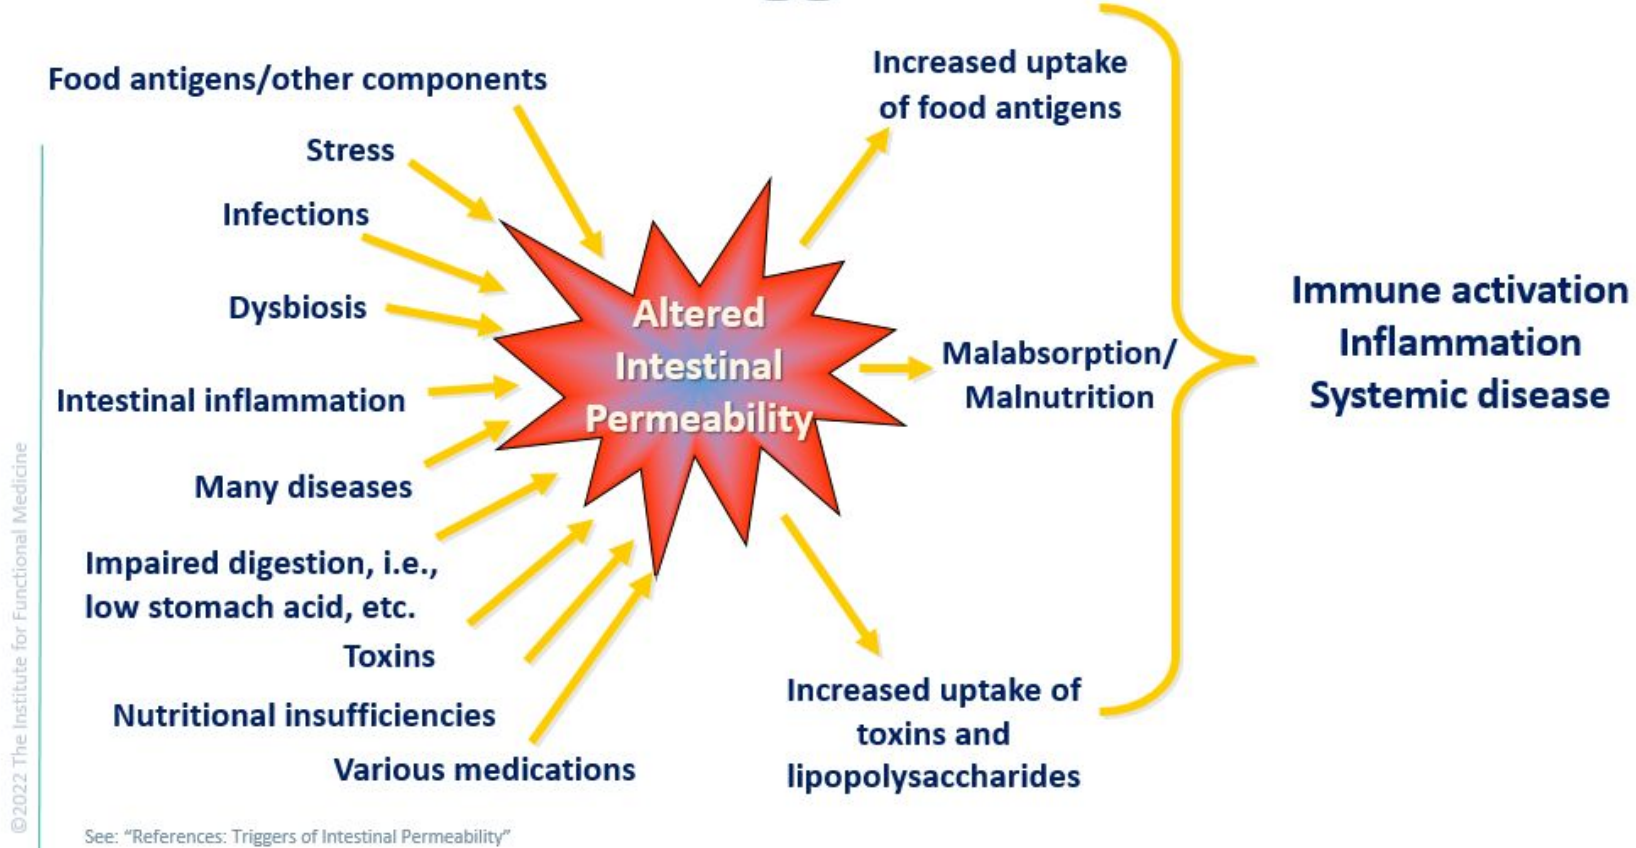 Food antigens/other components
Stress
Infections
Dysbiosis
Intestinal inflammation
Many diseases
Impaired digestion, i.e.,
low stomach acid, etc.
Toxins
Nutritional insufficiencies
Various medications
Altered
Intestinal
Permeability
Increased uptake
of food antigens
Malabsorption/
Malnutrition
Increased uptake of
toxins and
lipopolysaccharides
Immune activation
Inflammation
Systemic disease
©2022 The Institute for Functional Medicine
See: “References: Triggers of Intestinal Permeability”